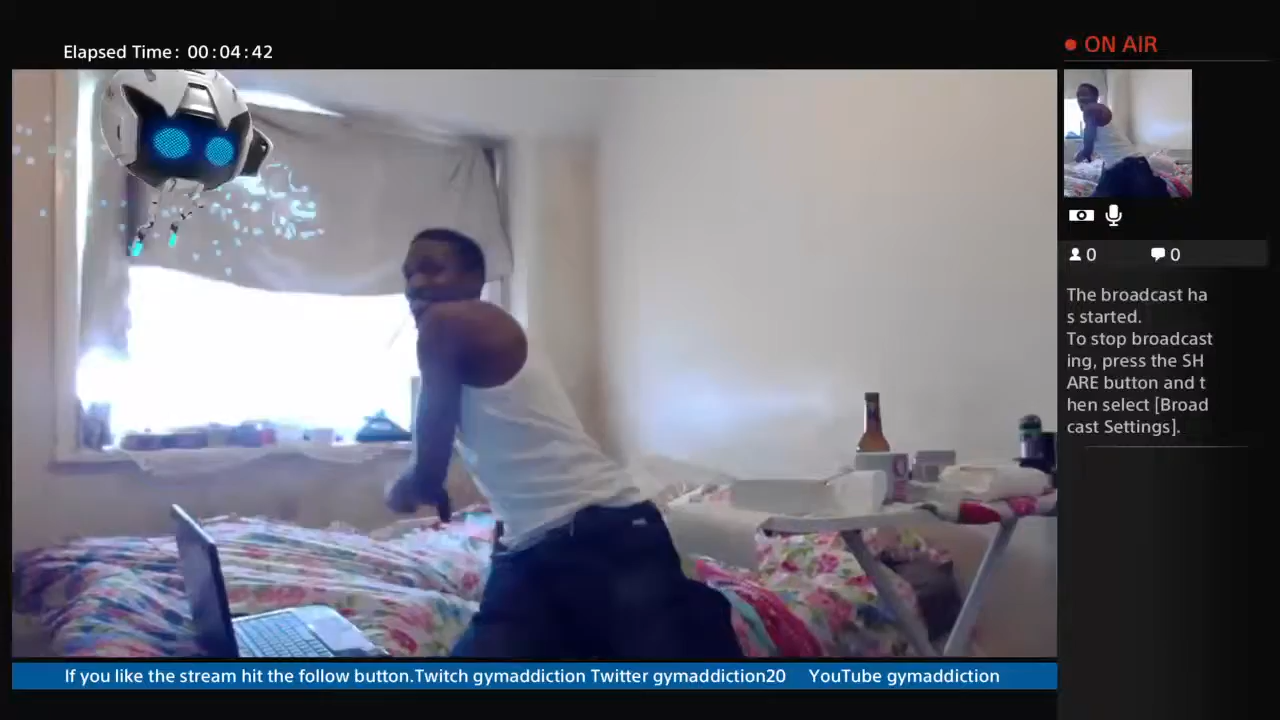 Elapsed Time: 00:04:42
ON AIR
0
0
The broadcast ha
s started.
To stop broadcast
ing, press the SH
ARE button and t
hen select [Broad
cast Settings].
If you like the stream hit the follow button.Twitch gymaddiction Twitter gymaddiction20 YouTube gymaddiction